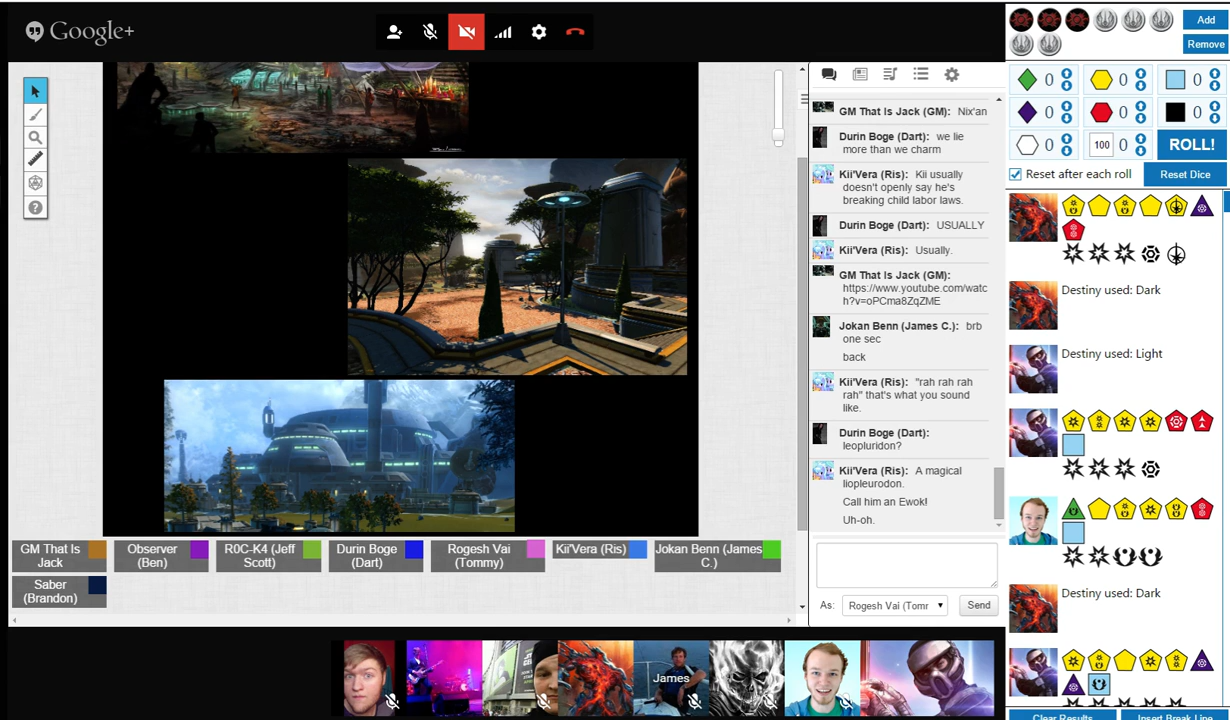 Google+
Add
Remove
0 0 0
0 0 0
0 100 0 ROLL!
Reset after each roll Reset Dice
GM That Is Jack (GM): Nix'an
Durin Boge (Dart): we lie
more than we charm
Kii'Vera (Ris): Kii usually
doesn't openly say he's
breaking child labor laws.
Durin Boge (Dart): USUALLY
Kii'Vera (Ris): Usually.
GM That Is Jack (GM):
https://www.youtube.com/watc
h?v=oPCma8ZqZME
Jokan Benn (James C.): brb
one sec
back
Kii'Vera (Ris): "rah rah rah
rah" that's what you sound
like.
Durin Boge (Dart):
leopluridon?
Kii'Vera (Ris): A magical
liopleurodon.
Call him an Ewok!
Uh-oh.
As: Rogesh Vai (Tomr Send
Destiny used: Dark
Destiny used: Light
Destiny used: Dark
Clear Results Insert Break Line
GM That Is
Jack
Observer
(Ben)
R0C-K4 (Jeff
Scott)
Durin Boge
(Dart)
Rogesh Vai
(Tommy)
Kii'Vera (Ris)
Jokan Benn (James
C.)
Saber
(Brandon)
James